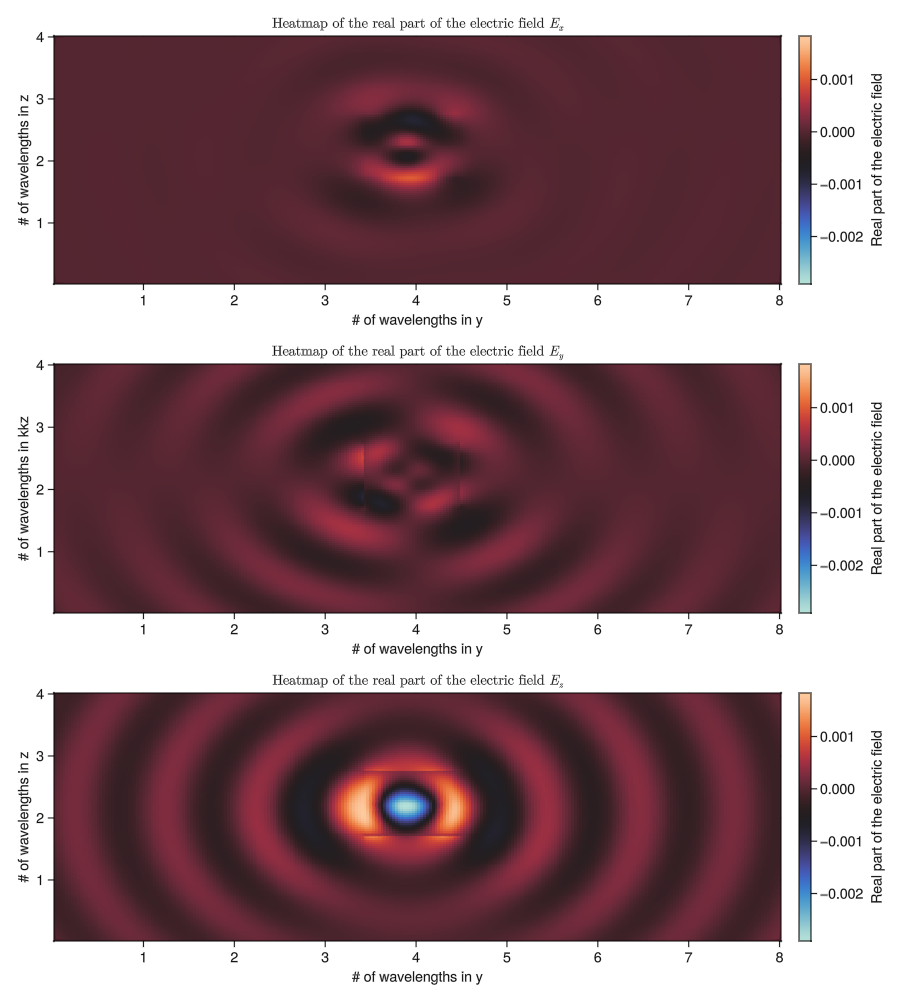 Heatmap of the real part of the electric field E_x
4
3
2
1
# of wavelengths in z
1 2 3 4 5 6 7 8
# of wavelengths in y
0.001
0.000
−0.001
−0.002
Real part of the electric field
Heatmap of the real part of the electric field E_y
4
3
2
1
# of wavelengths in kkz
1 2 3 4 5 6 7 8
# of wavelengths in y
0.001
0.000
−0.001
−0.002
Real part of the electric field
Heatmap of the real part of the electric field E_z
4
3
2
1
# of wavelengths in z
1 2 3 4 5 6 7 8
# of wavelengths in y
0.001
0.000
−0.001
−0.002
Real part of the electric field